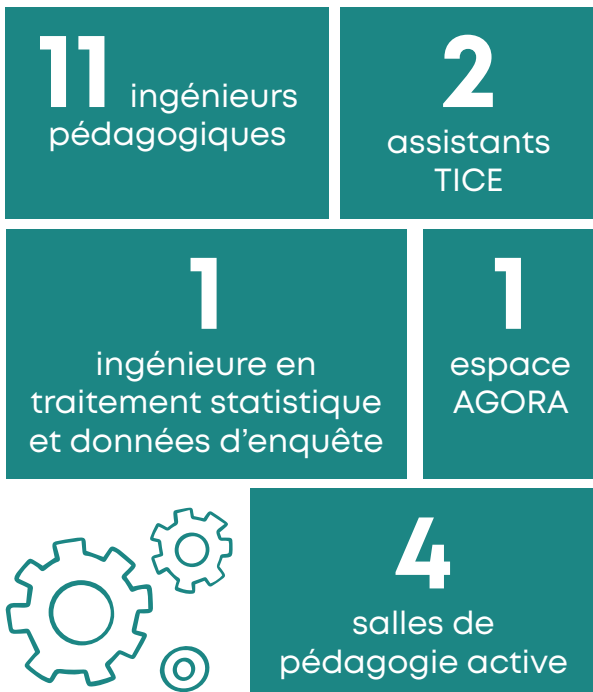 11 ingénieurs
pédagogiques
2
assistants
TICE
1
ingénieure en
traitement statistique
et données d'enquête
1
espace
AGORA
4
salles de
pédagogie active